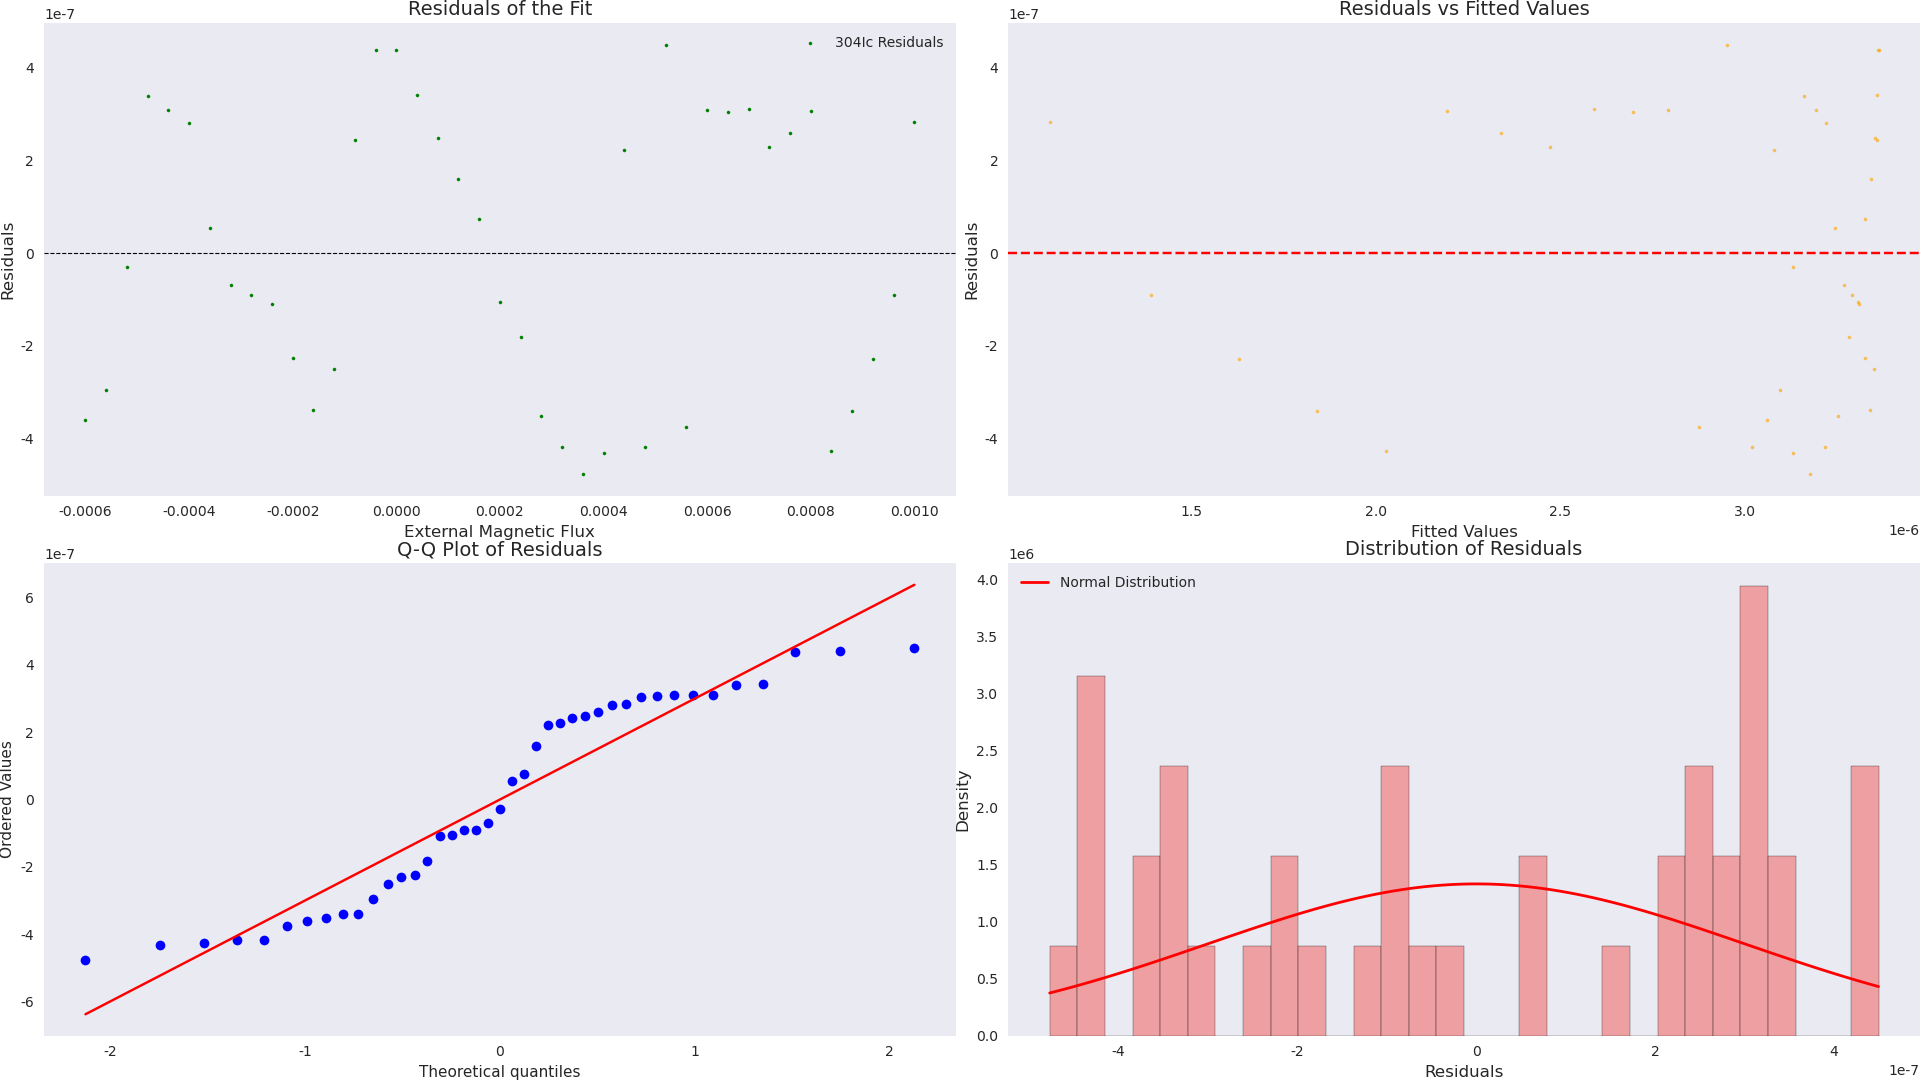 Residuals of the Fit
1e-7
304Ic Residuals
4
2
0
-2
-4
Residuals
-0.0006
-0.0004
-0.0002
0.0000
0.0002
0.0004
0.0006
0.0008
0.0010
External Magnetic Flux
Residuals vs Fitted Values
1e-7
4
2
0
-2
-4
Residuals
1.5
2.0
2.5
3.0
1e-6
Fitted Values
Q-Q Plot of Residuals
1e-7
6
4
2
0
-2
-4
-6
Ordered Values
-2
-1
0
1
2
Theoretical quantiles
Distribution of Residuals
1e6
Normal Distribution
4.0
3.5
3.0
2.5
2.0
1.5
1.0
0.5
0.0
Density
-4
-2
0
2
4
1e-7
Residuals